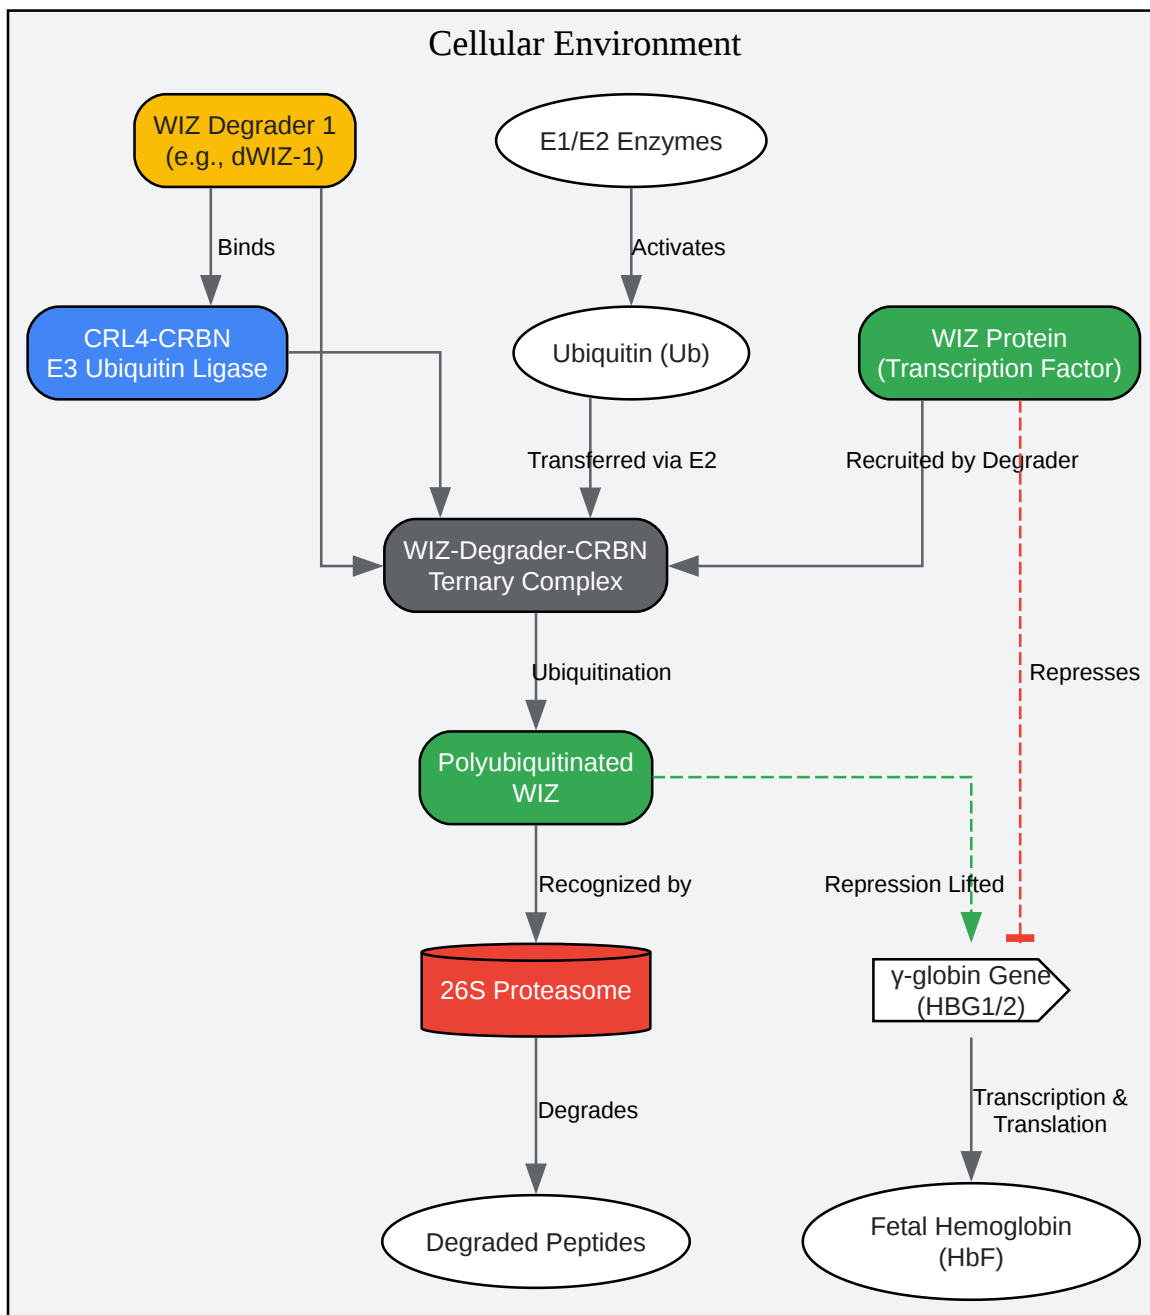 Cellular Environment
WIZ Degrader 1
(e.g., dWIZ-1)
E1/E2 Enzymes
Binds
Activates
CRL4-CRBN
E3 Ubiquitin Ligase
Ubiquitin (Ub)
WIZ Protein
(Transcription Factor)
Transferred via E2
Recruited by Degrader
WIZ-Degrader-CRBN
Ternary Complex
Ubiquitination
Represses
Polyubiquitinated
WIZ
Recognized by
Repression Lifted
26S Proteasome
γ-globin Gene
(HBG1/2)
Degrades
Transcription &
Translation
Degraded Peptides
Fetal Hemoglobin
(HbF)